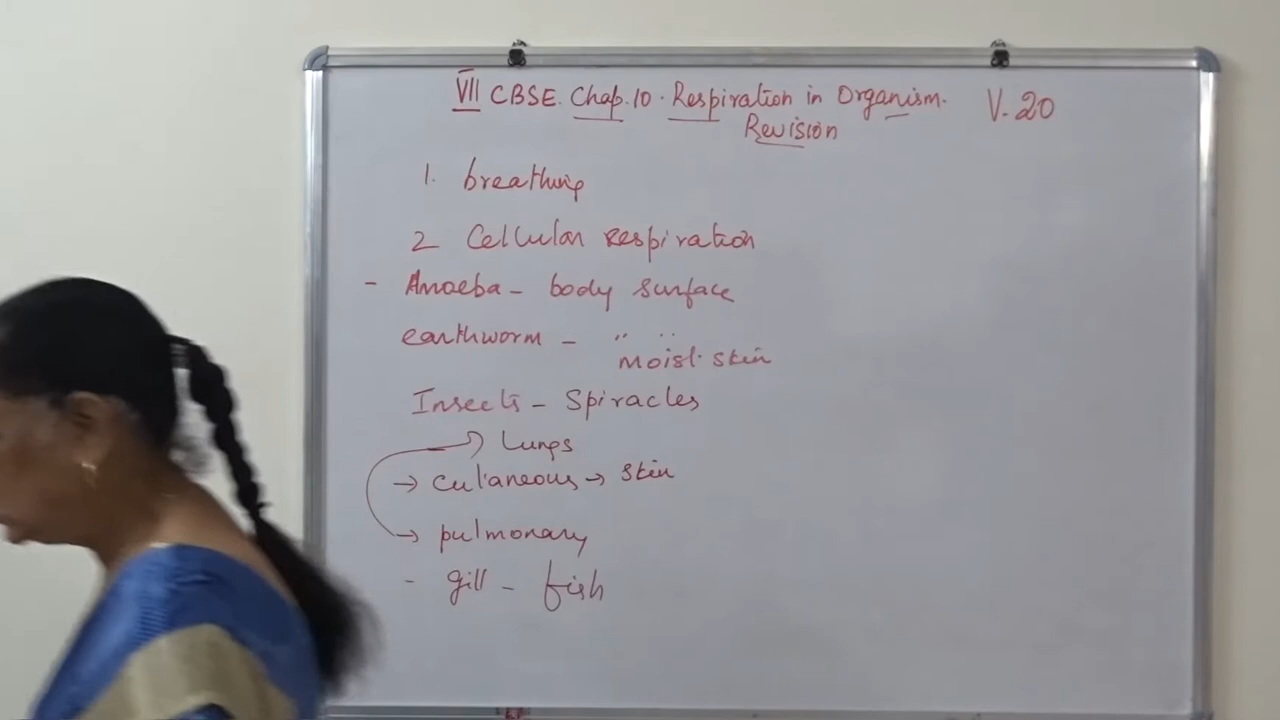 VII CBSE. Chap.10. Respiration in Organism. V. 20
Revision
1. breathing
2 Cellular respiration
- Amoeba - body surface
earthworm - " "
moist skin
Insects - Spiracles
→ Lungs
→ cutaneous → skin
→ pulmonary
- gill - fish